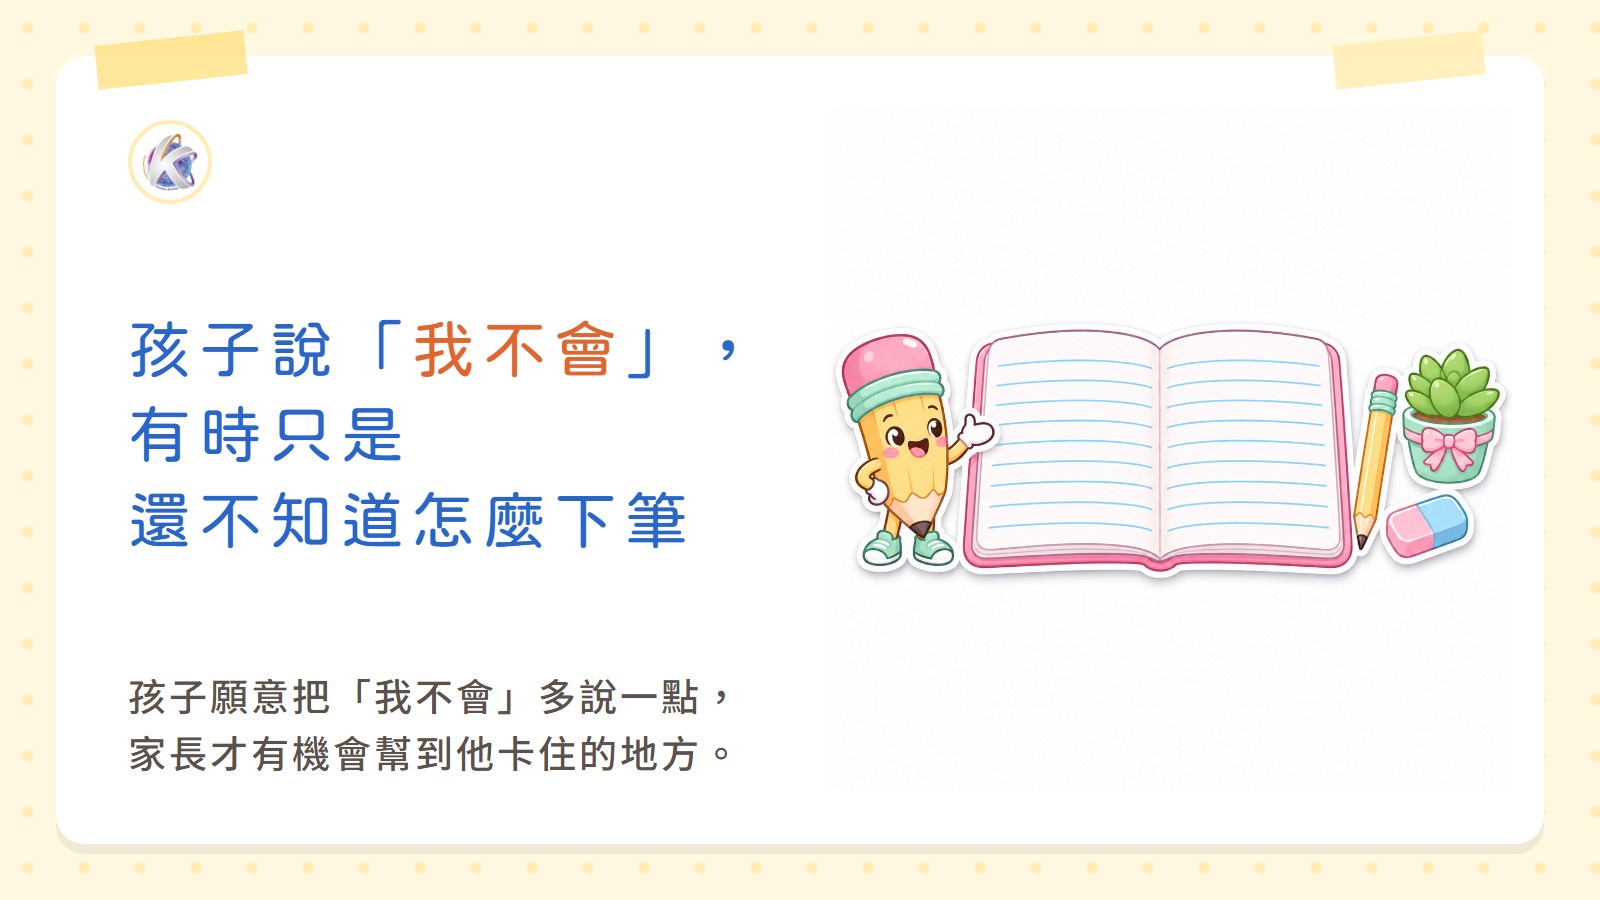 孩子說「我不會」，
有時只是
還不知道怎麼下筆
孩子願意把「我不會」多說一點，
家長才有機會幫到他卡住的地方。